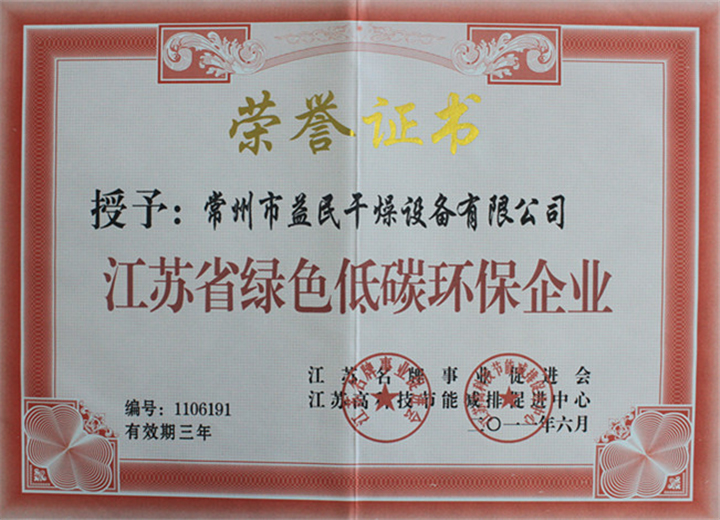 荣誉证书
授予：常州市益民干燥设备有限公司
江苏省绿色低碳环保企业
江苏名牌事业促进会
江苏高科技节能减排促进中心
编号：1106191
二〇一一年六月
有效期三年